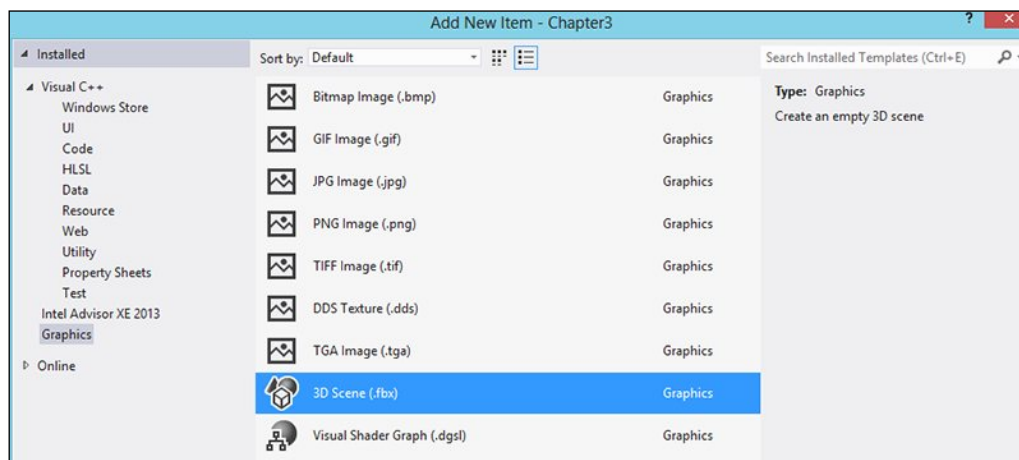 Add New Item - Chapter3
?
Installed
Sort by: Default
Search Installed Templates (Ctrl+E)
Visual C++
Windows Store
UI
Code
HLSL
Data
Resource
Web
Utility
Property Sheets
Test
Intel Advisor XE 2013
Graphics
Online
Bitmap Image (.bmp) Graphics
GIF Image (.gif) Graphics
JPG Image (.jpg) Graphics
PNG Image (.png) Graphics
TIFF Image (.tif) Graphics
DDS Texture (.dds) Graphics
TGA Image (.tga) Graphics
3D Scene (.fbx) Graphics
Visual Shader Graph (.dgsl) Graphics
Type: Graphics
Create an empty 3D scene